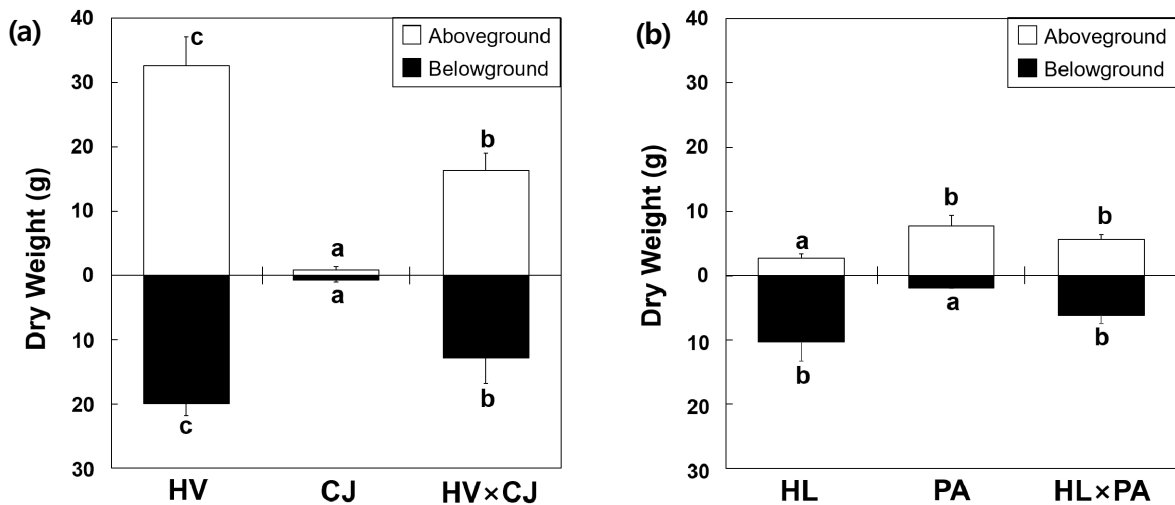 (a)
Dry Weight (g)
40
30
20
10
0
10
20
30
Aboveground
Belowground
c
c
a
a
b
b
HV
CJ
HV×CJ
(b)
Dry Weight (g)
40
30
20
10
0
10
20
30
Aboveground
Belowground
a
b
b
a
b
b
HL
PA
HL×PA